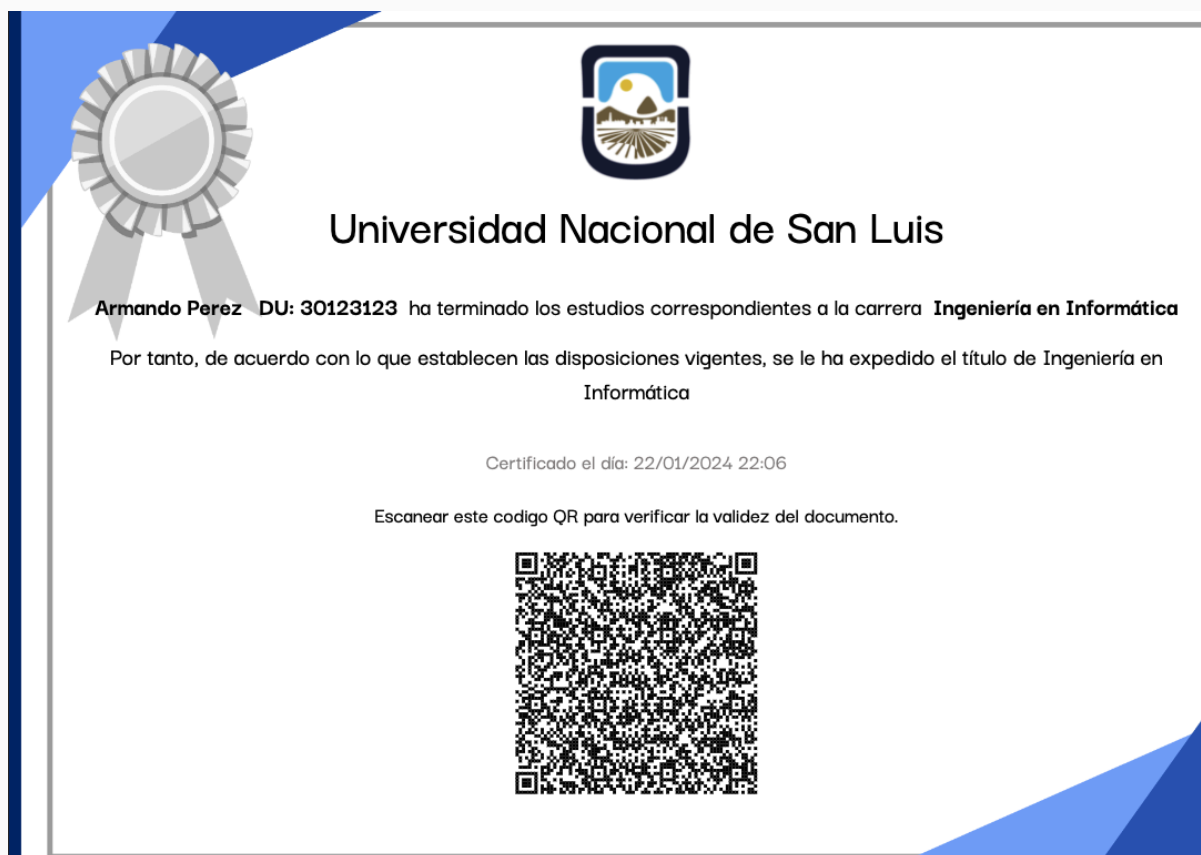 Universidad Nacional de San Luis
Armando Perez DU: 30123123 ha terminado los estudios correspondientes a la carrera Ingeniería en Informática
Por tanto, de acuerdo con lo que establecen las disposiciones vigentes, se le ha expedido el título de Ingeniería en
Informática
Certificado el día: 22/01/2024 22:06
Escanear este codigo QR para verificar la validez del documento.